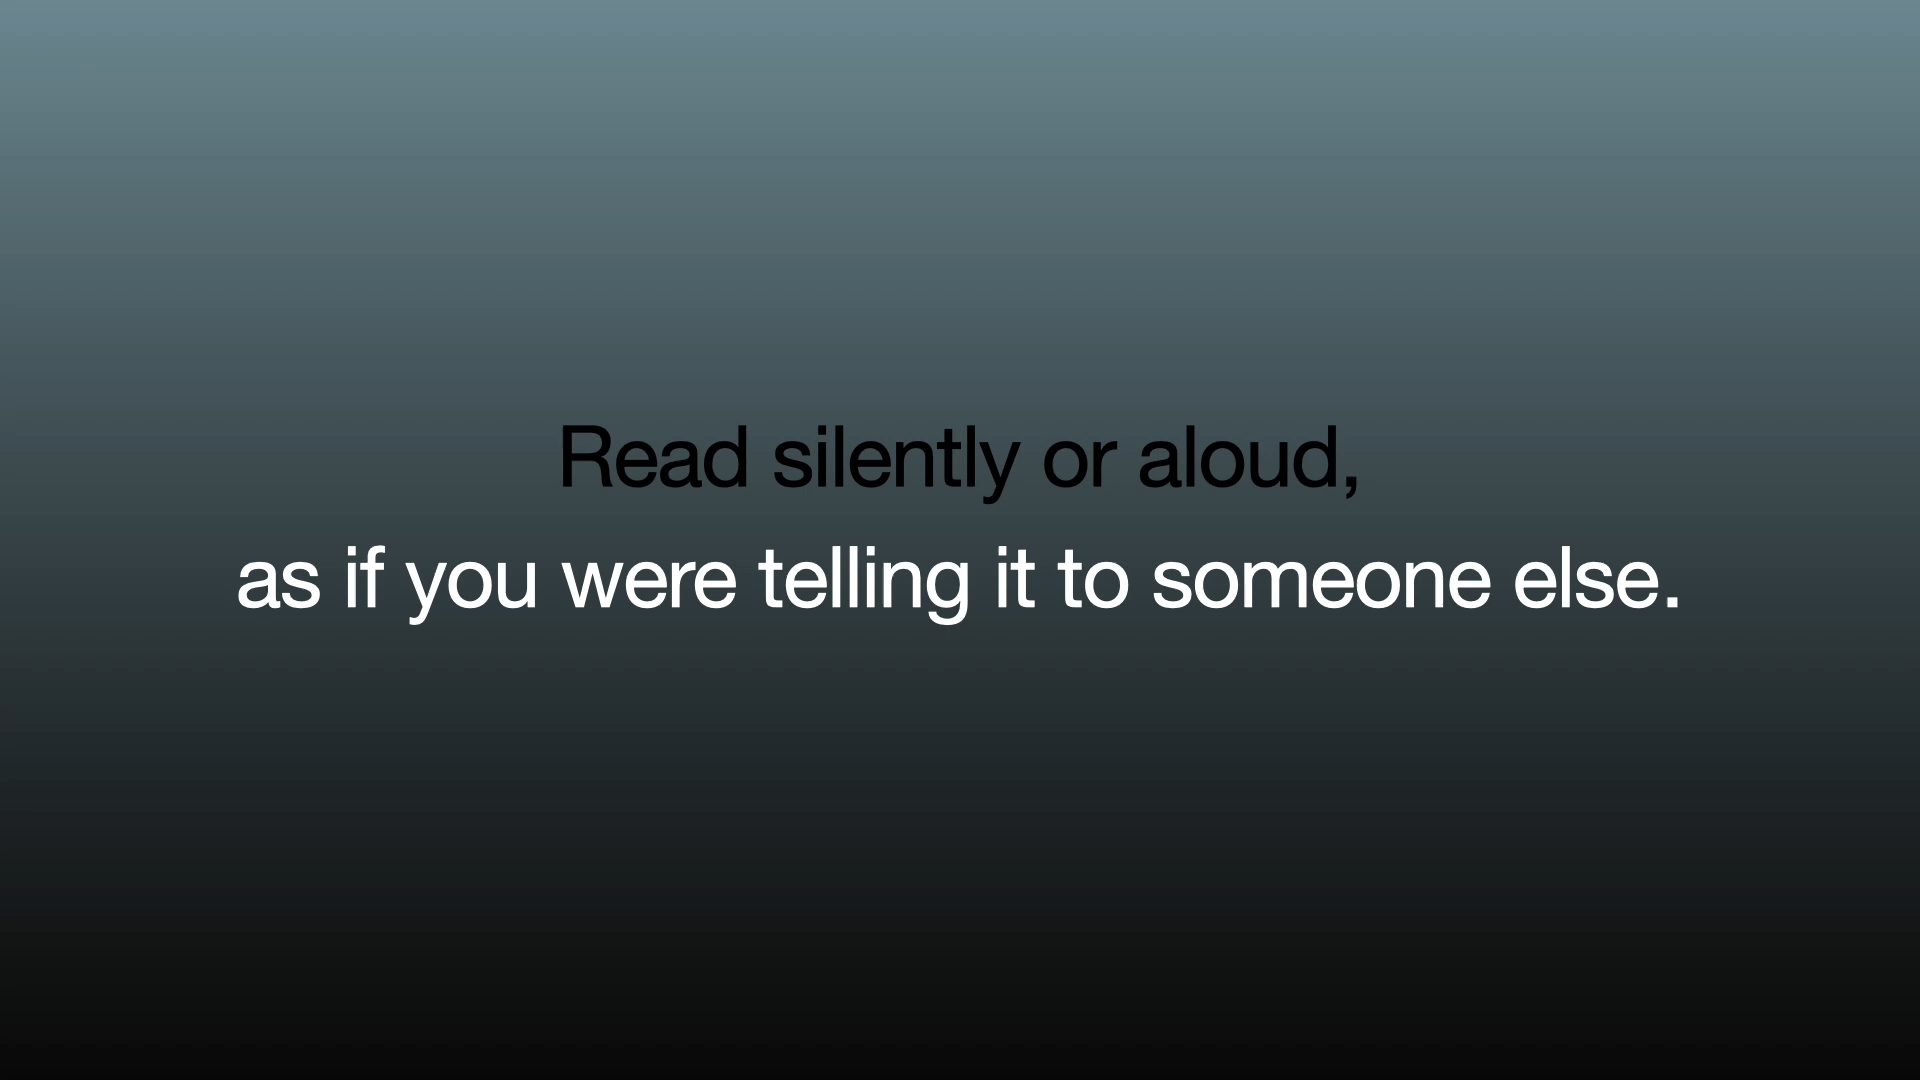 Read silently or aloud,
as if you were telling it to someone else.